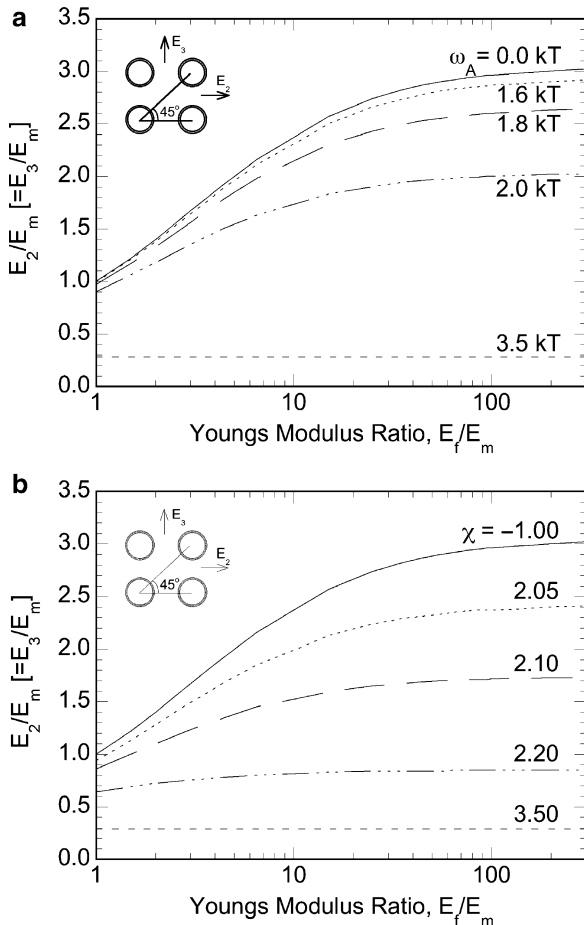 a
E₂/Eₘ [=E₃/Eₘ]
3.5
3.0
2.5
2.0
1.5
1.0
0.5
0.0
E₃
E₂
45°
ω_A = 0.0 kT
1.6 kT
1.8 kT
2.0 kT
3.5 kT
1
10
100
Youngs Modulus Ratio, E_f/Eₘ
b
E₂/Eₘ [=E₃/Eₘ]
3.5
3.0
2.5
2.0
1.5
1.0
0.5
0.0
E₃
E₂
45°
χ = –1.00
2.05
2.10
2.20
3.50
1
10
100
Youngs Modulus Ratio, E_f/Eₘ